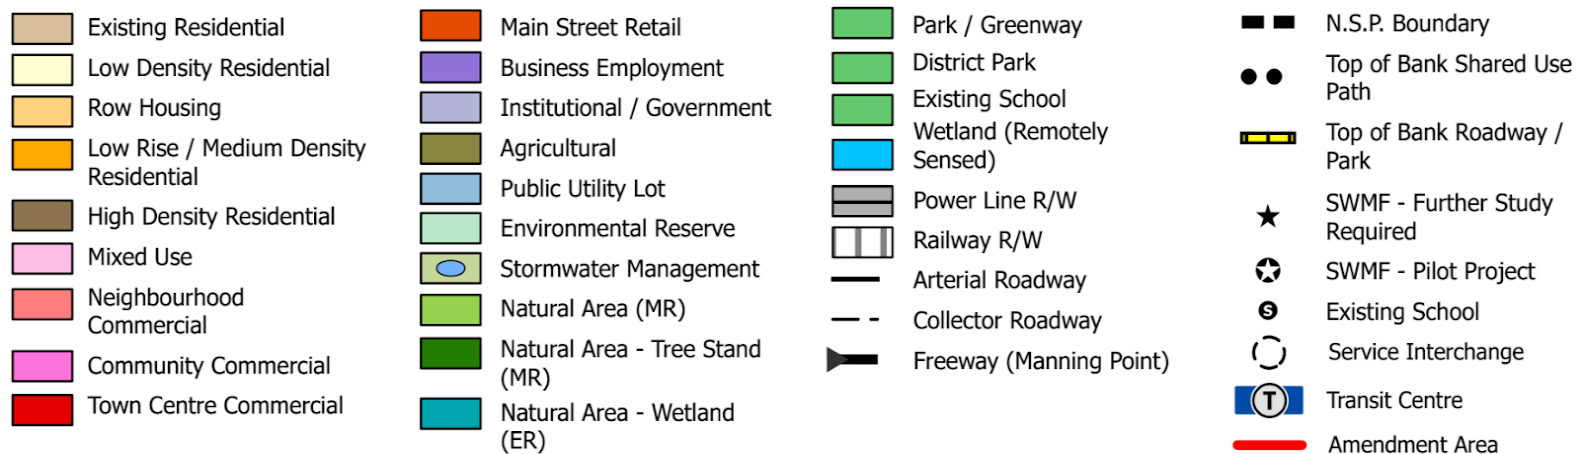 Existing Residential
Low Density Residential
Row Housing
Low Rise / Medium Density
Residential
High Density Residential
Mixed Use
Neighbourhood
Commercial
Community Commercial
Town Centre Commercial
Main Street Retail
Business Employment
Institutional / Government
Agricultural
Public Utility Lot
Environmental Reserve
Stormwater Management
Natural Area (MR)
Natural Area - Tree Stand
(MR)
Natural Area - Wetland
(ER)
Park / Greenway
District Park
Existing School
Wetland (Remotely
Sensed)
Power Line R/W
Railway R/W
Arterial Roadway
Collector Roadway
Freeway (Manning Point)
N.S.P. Boundary
Top of Bank Shared Use
Path
Top of Bank Roadway /
Park
SWMF - Further Study
Required
SWMF - Pilot Project
S Existing School
Service Interchange
T Transit Centre
Amendment Area